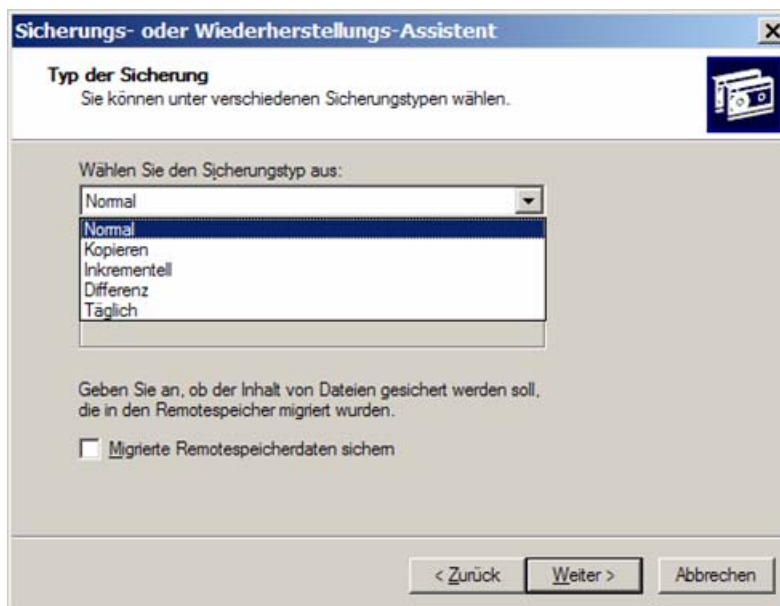 Sicherungs- oder Wiederherstellungs-Assistent
Typ der Sicherung
Sie können unter verschiedenen Sicherungstypen wählen.
Wählen Sie den Sicherungstyp aus:
Normal
Normal
Kopieren
Inkrementell
Differenz
Täglich
Geben Sie an, ob der Inhalt von Dateien gesichert werden soll,
die in den Remotespeicher migriert wurden.
Migrierte Remotespeicherdaten sichern
< Zurück Weiter > Abbrechen